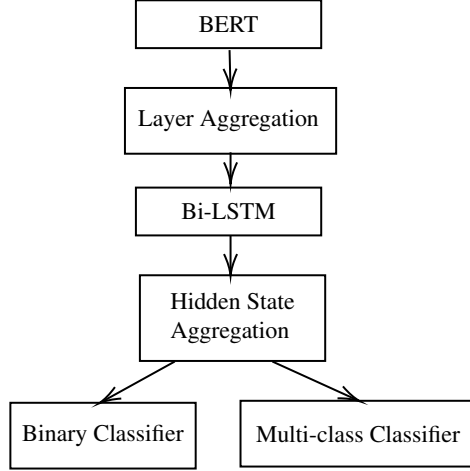 BERT
Layer Aggregation
Bi-LSTM
Hidden State
Aggregation
Binary Classifier
Multi-class Classifier